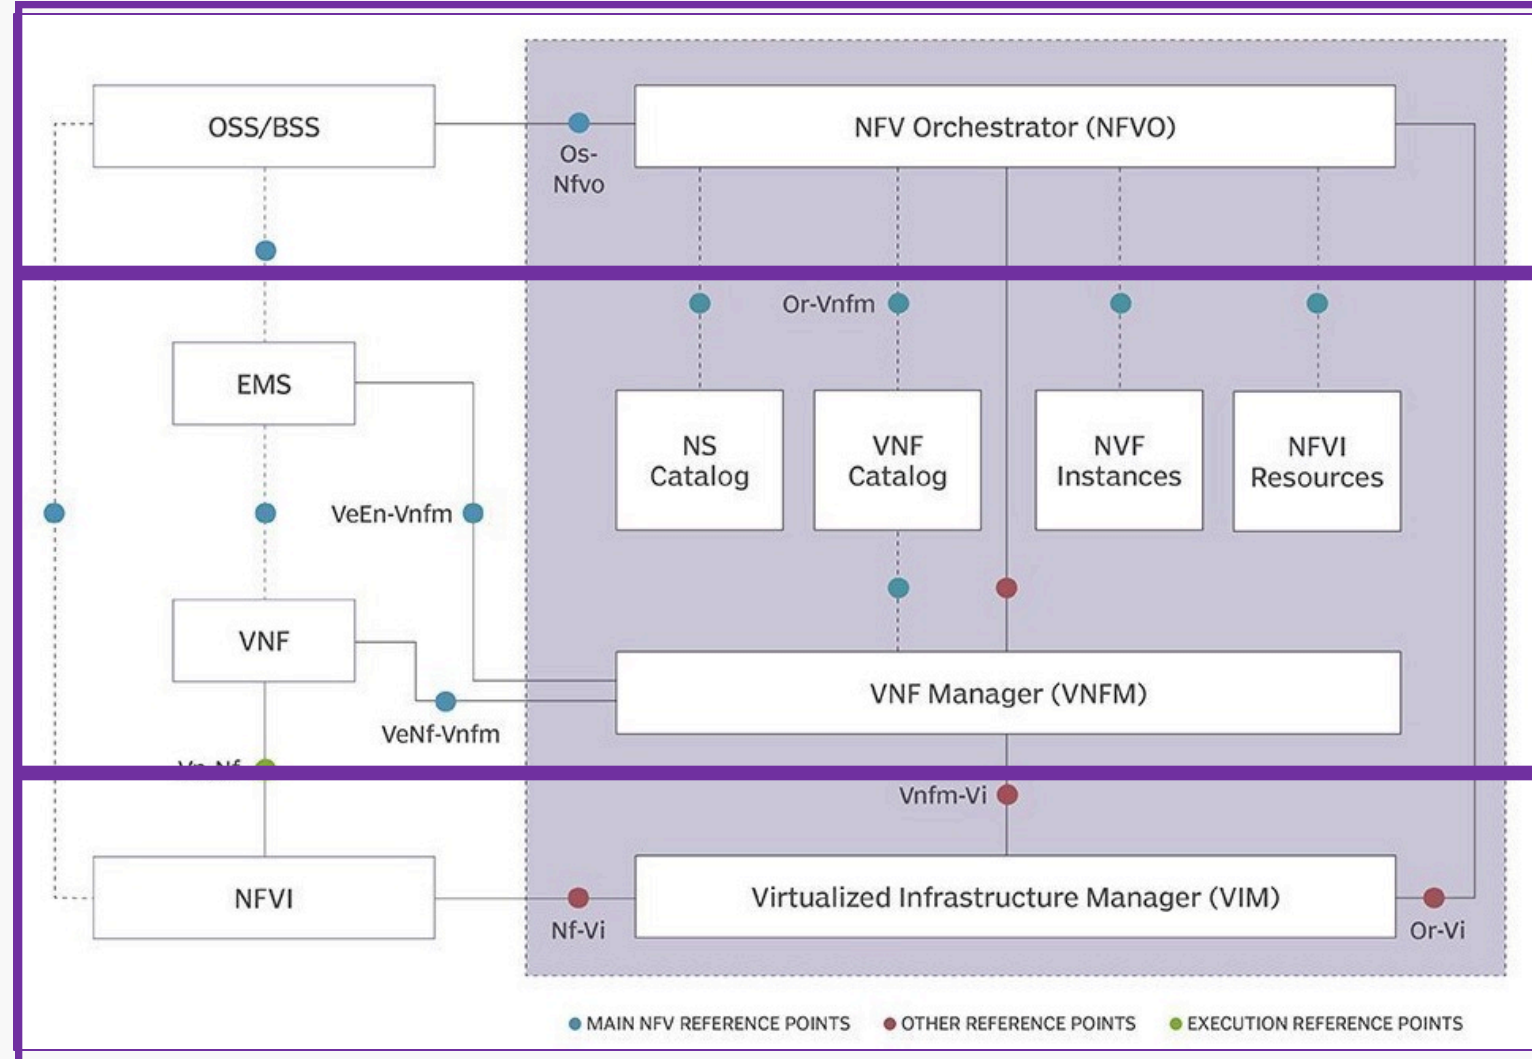 OSS/BSS
NFV Orchestrator (NFVO)
Os-
Nfvo
Or-Vnfm
EMS
NS
Catalog
VNF
Catalog
NVF
Instances
NFVI
Resources
VeEn-Vnfm
VNF
VNF Manager (VNFM)
VeNf-Vnfm
Vn-Nf
Vnfm-Vi
NFVI
Virtualized Infrastructure Manager (VIM)
Nf-Vi
Or-Vi
MAIN NFV REFERENCE POINTS
OTHER REFERENCE POINTS
EXECUTION REFERENCE POINTS